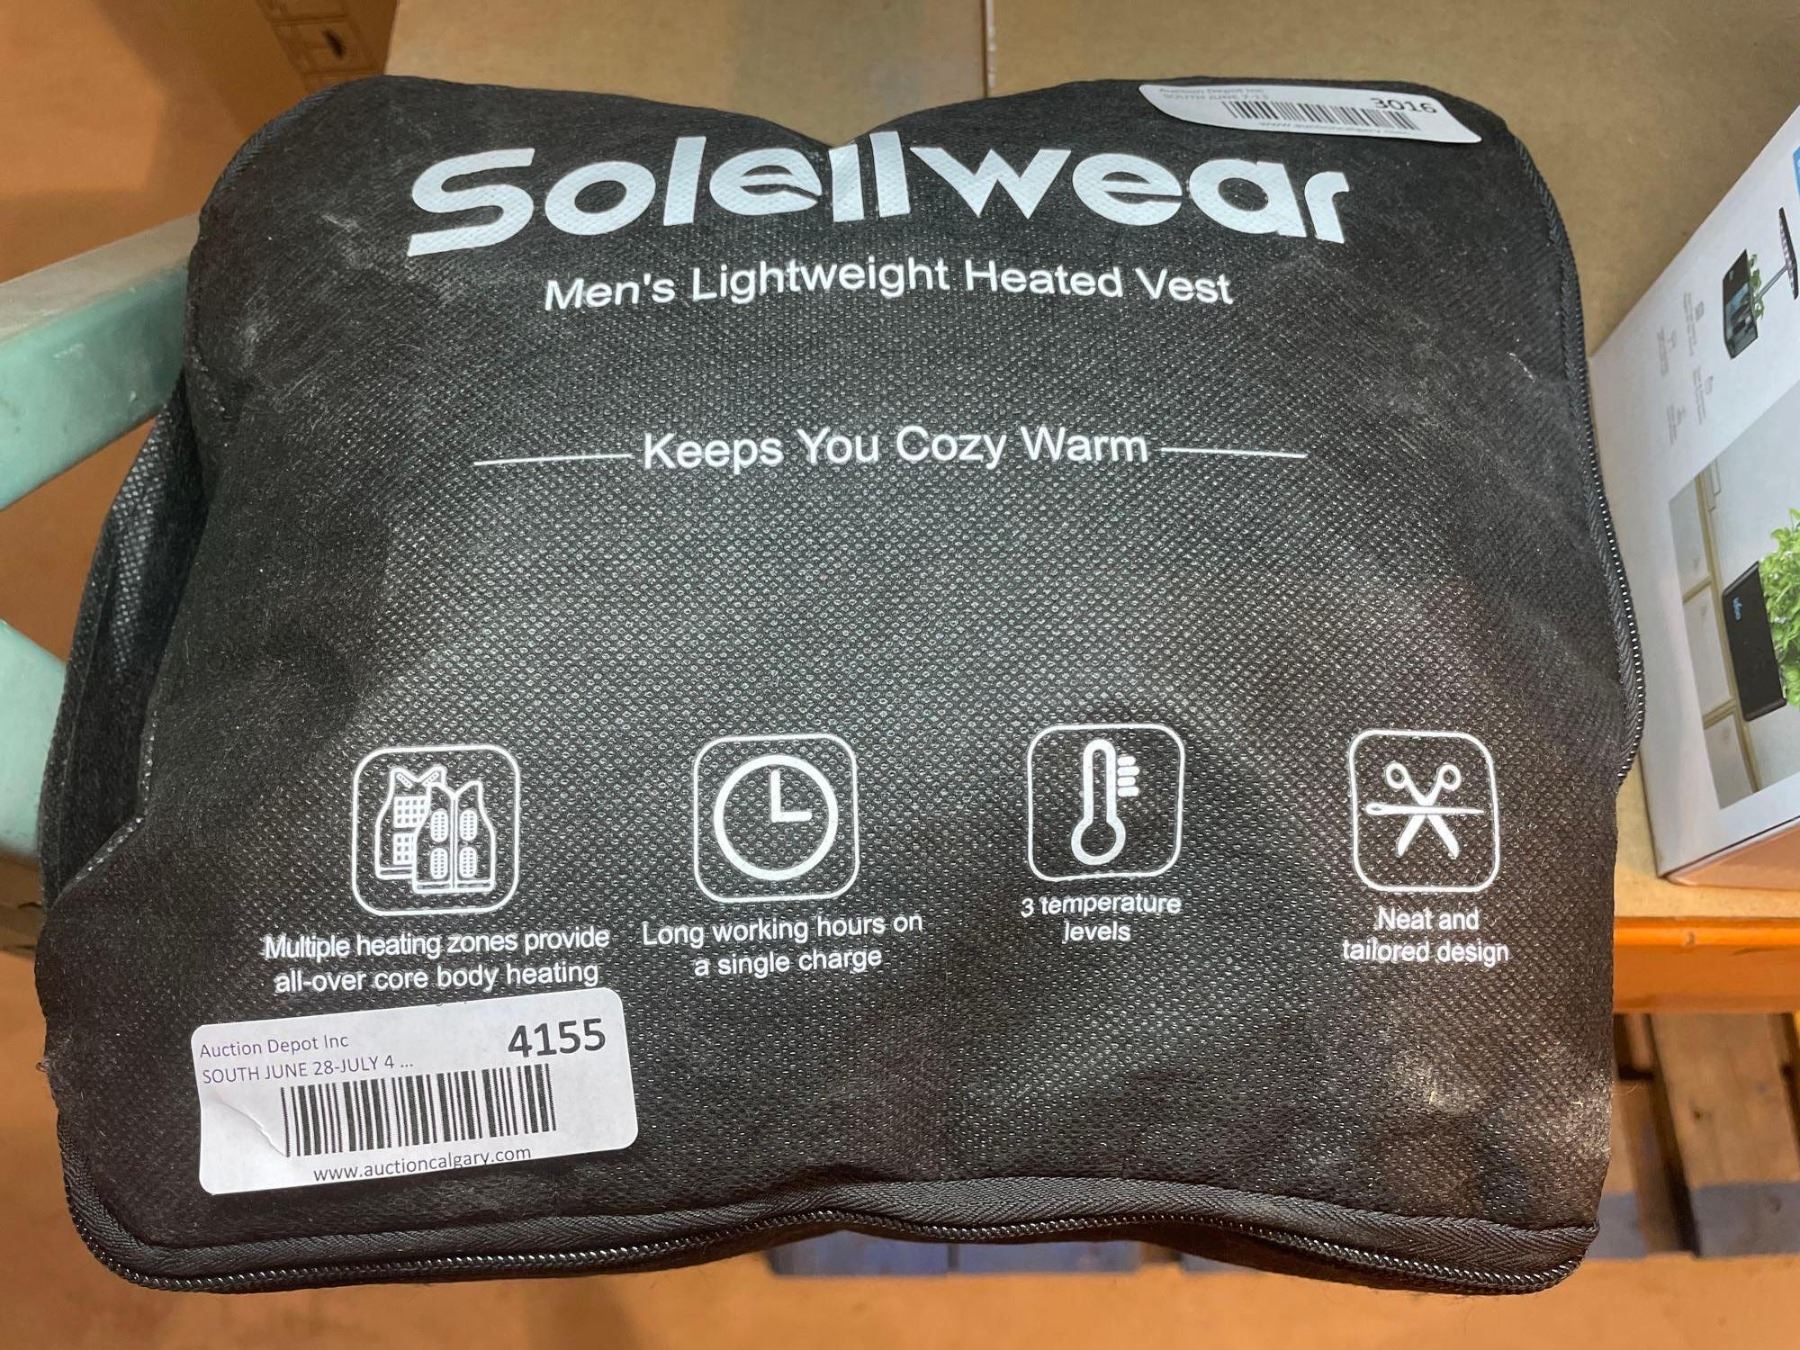 3016
Soleilwear
Men's Lightweight Heated Vest
Keeps You Cozy Warm
Multiple heating zones provide
all-over core body heating
Long working hours on
a single charge
3 temperature
levels
Neat and
tailored design
Auction Depot Inc
4155
SOUTH JUNE 28-JULY 4 ...
www.auctioncalgary.com